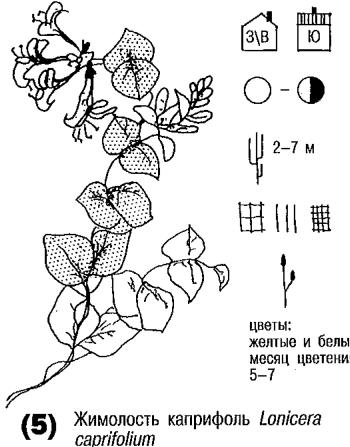 З\В Ю
2-7 м
цветы:
желтые и белы
месяц цветени
5-7
(5) Жимолость каприфоль Lonicera
caprifolium